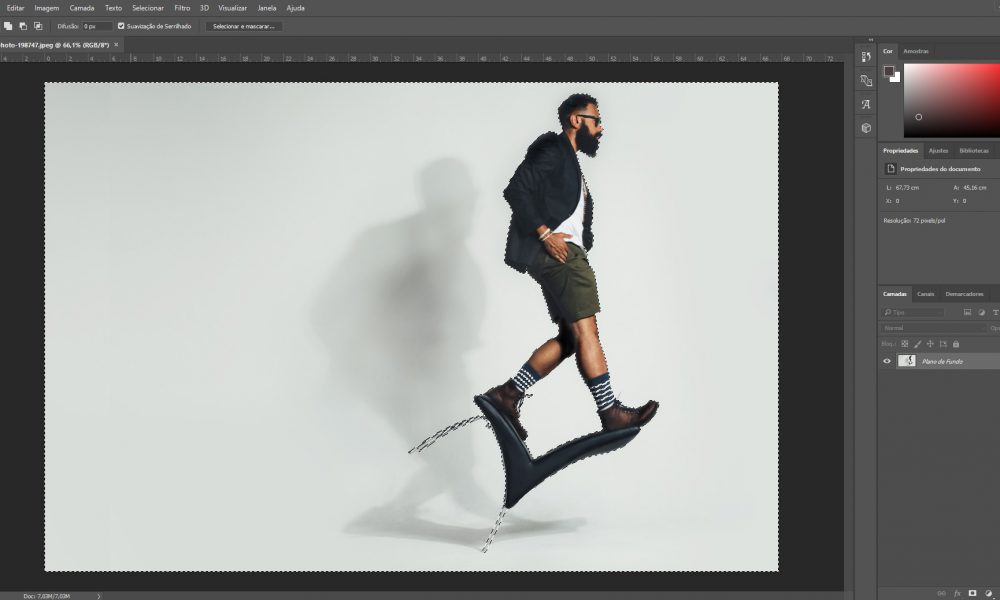 Editar Imagem Camada Texto Selecionar Filtro 3D Visualizar Janela Ajuda
Difusão: 0 px Suavização de Serrilhado Selecionar e mascarar...
hoto-198747.jpeg @ 66,1% (RGB/8*) ×
4 2 0 2 4 6 8 10 12 14 16 18 20 22 24 26 28 30 32 34 36 38 40 42 44 46 48 50 52 54 56 58 60 62 64 66 68 70 72
Cor Amostras
Propriedades Ajustes Bibliotecas
Propriedades do documento
L: 67,73 cm A: 45,16 cm
X: 0 Y: 0
Resolução: 72 pixels/pol
Camadas Canais Demarcadores
Tipo
Normal
Bloq.:
Plano de Fundo
fx
Doc: 7,03M/7,03M